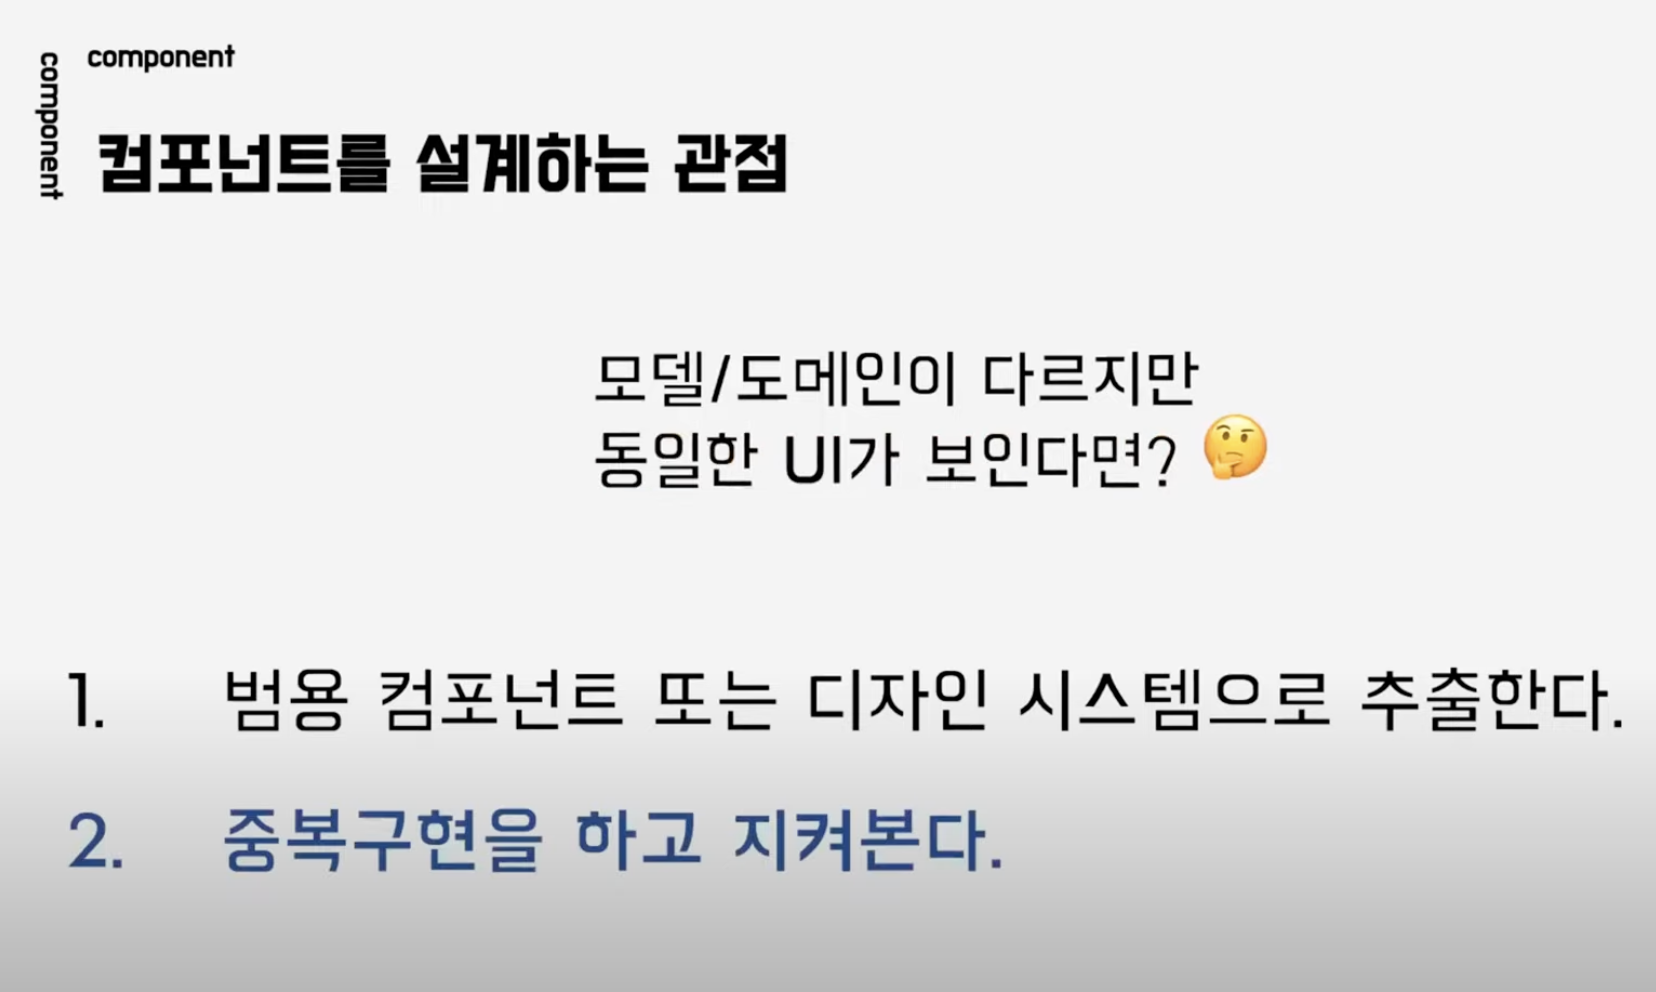 component
component
컴포넌트를 설계하는 관점
모델/도메인이 다르지만
동일한 UI가 보인다면? 🤔
1. 범용 컴포넌트 또는 디자인 시스템으로 추출한다.
2. 중복구현을 하고 지켜본다.